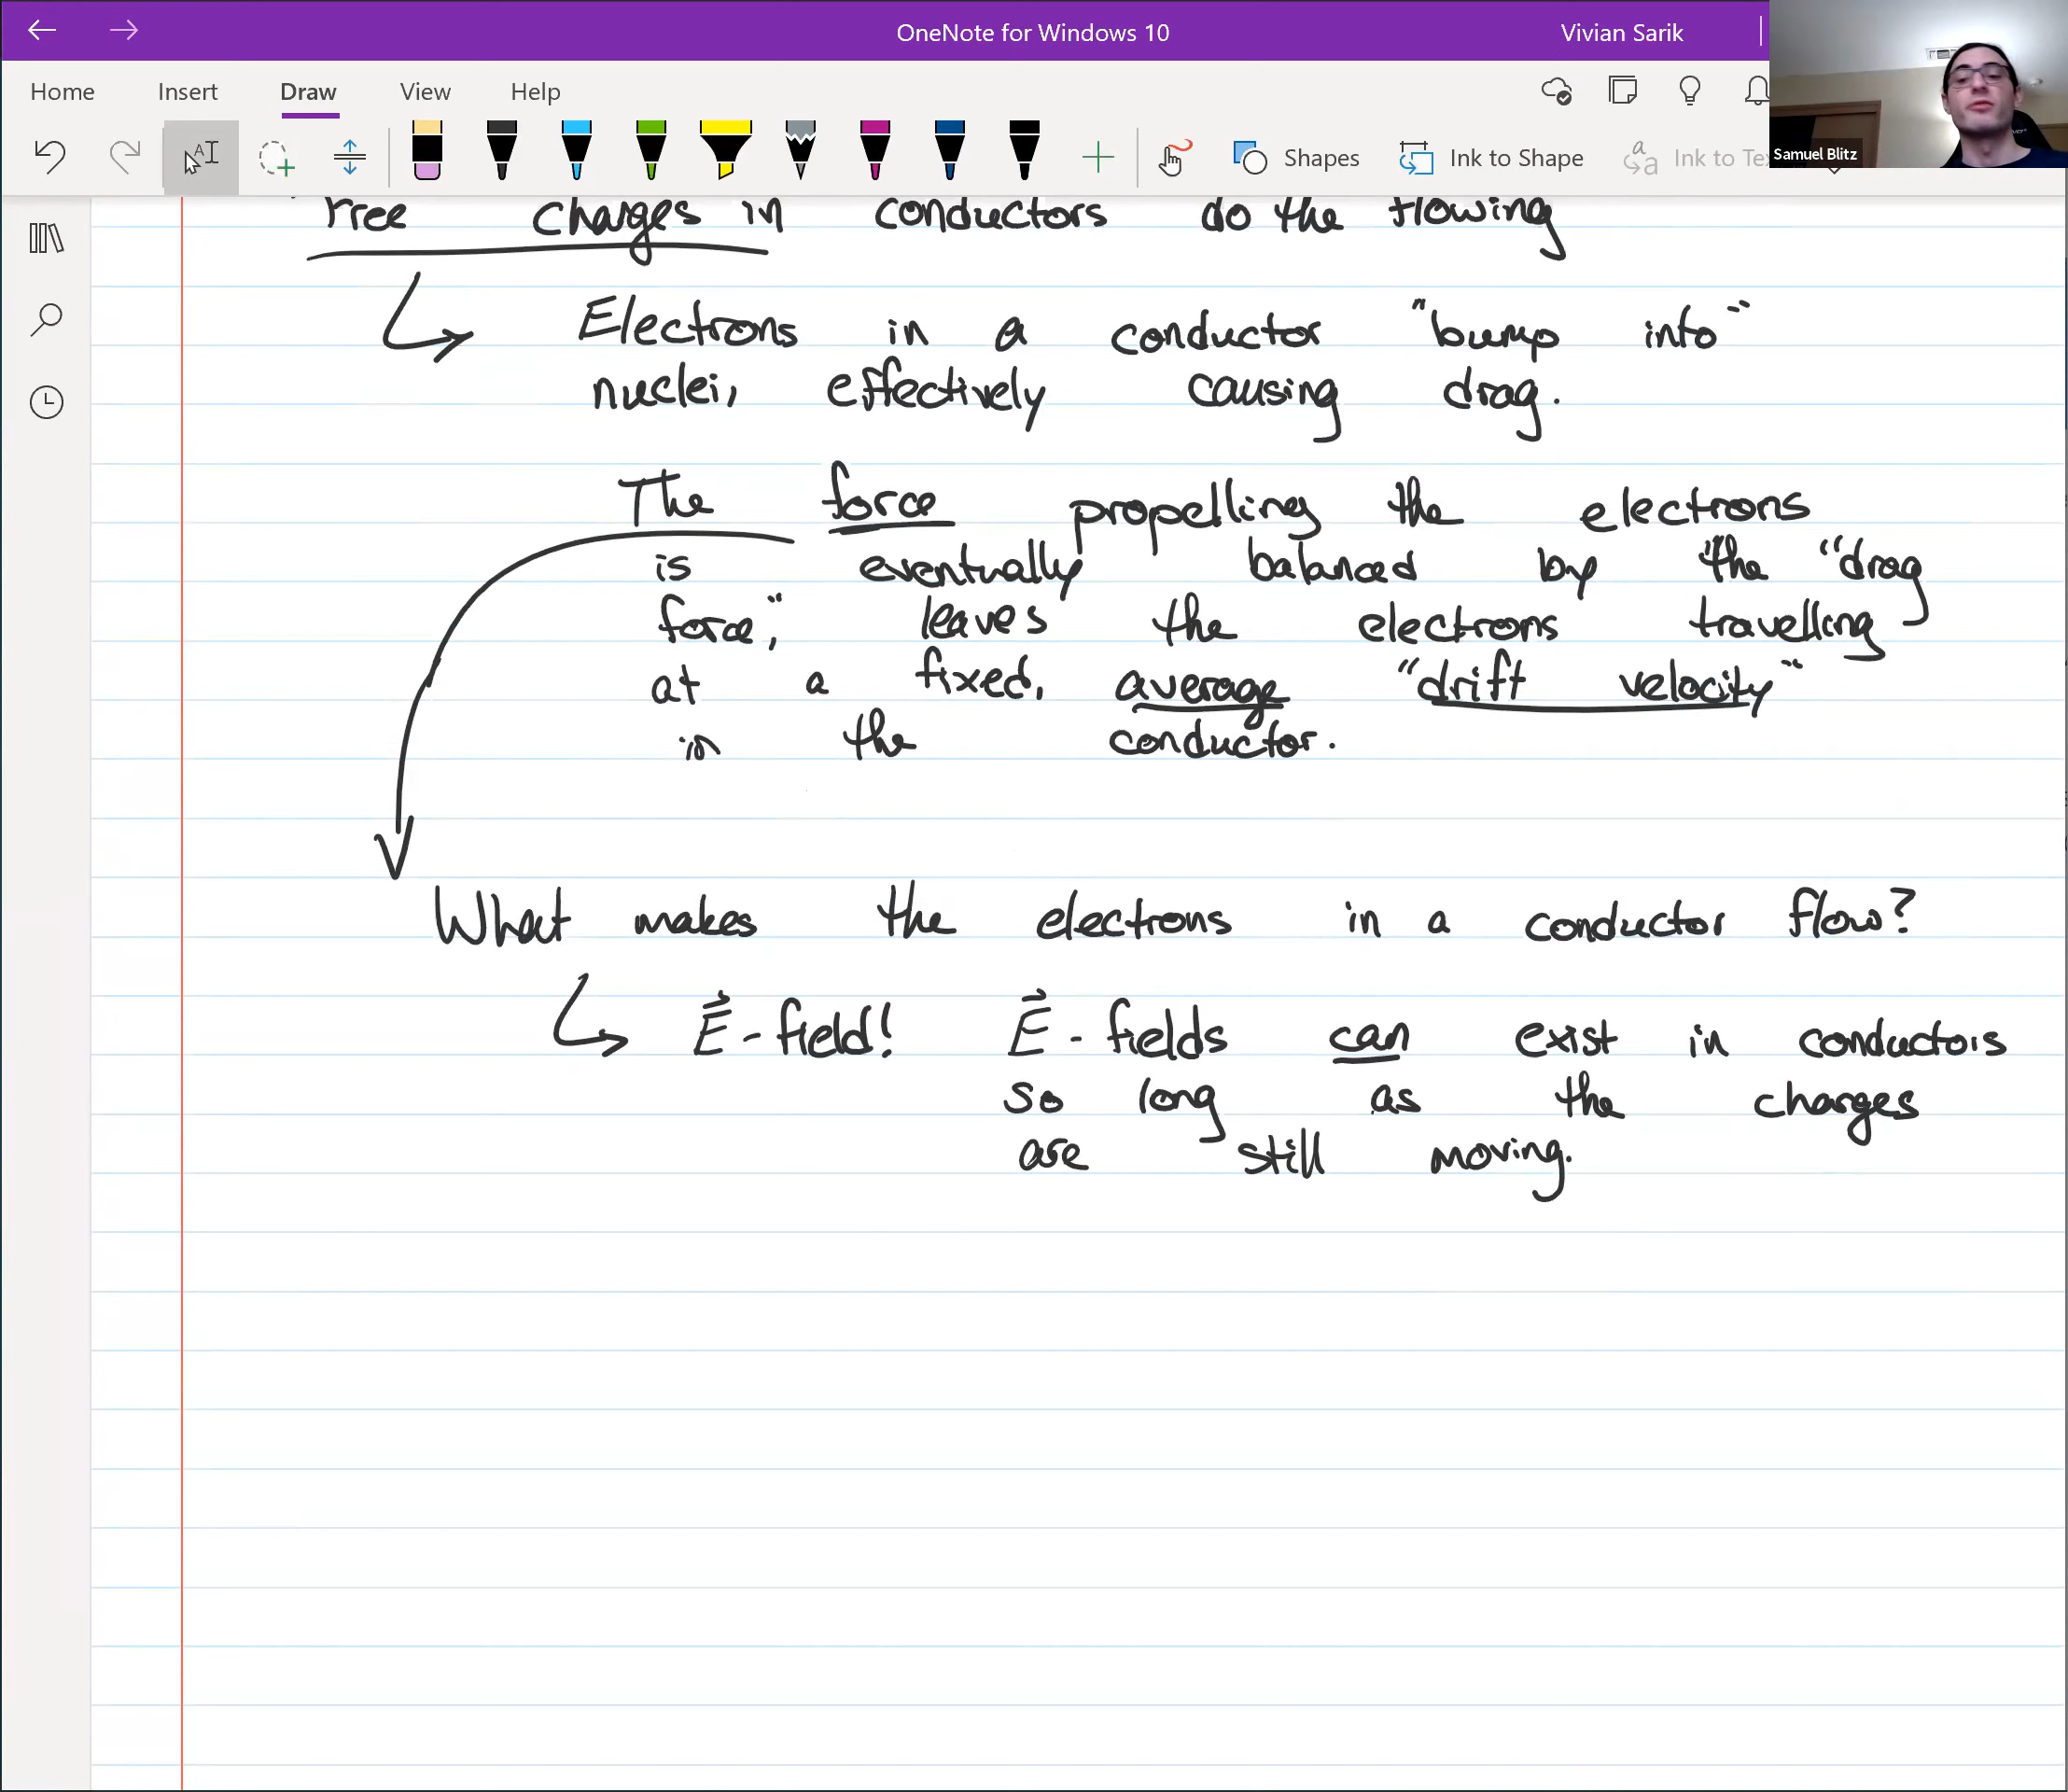 OneNote for Windows 10
Vivian Sarik
Home Insert Draw View Help
Shapes Ink to Shape Ink to Te
Samuel Blitz
Free charges in conductors do the flowing
Electrons in a conductor "bump into"
nuclei, effectively causing drag.
The force propelling the electrons
is eventually balanced by the "drag
force," leaves the electrons travelling
at a fixed, average "drift velocity"
in the conductor.
What makes the electrons in a conductor flow?
E⃗-field! E⃗-fields can exist in conductors
so long as the charges
are still moving.